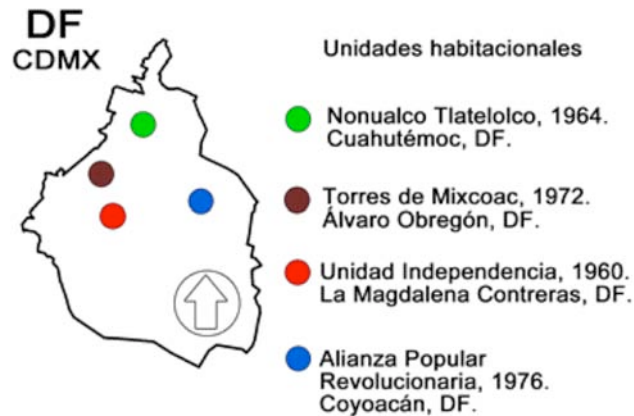 DF
CDMX
Unidades habitacionales
Nonualco Tlatelolco, 1964.
Cuahutémoc, DF.
Torres de Mixcoac, 1972.
Álvaro Obregón, DF.
Unidad Independencia, 1960.
La Magdalena Contreras, DF.
Alianza Popular
Revolucionaria, 1976.
Coyoacán, DF.